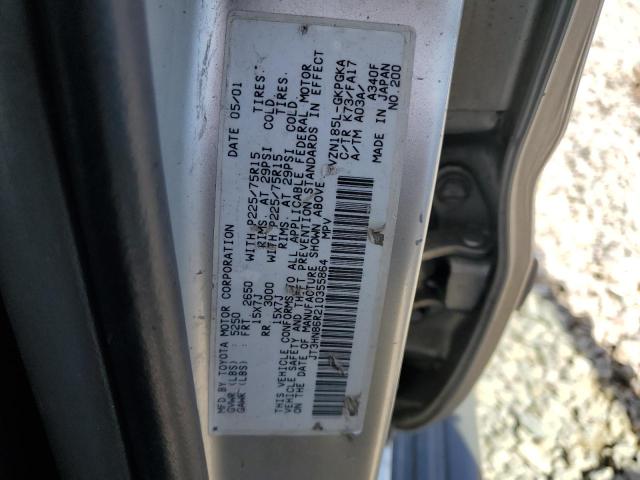 MFD BY TOYOTA MOTOR CORPORATION DATE 05/01
GVWR (LBS) : 5250
GAWR (LBS) : FRT 2650 WITH P225/75R15 TIRES.
15X7J RIMS. AT 29PSI COLD.
RR 3000 WITH P225/75R15 TIRES.
15X7J RIMS. AT 29PSI COLD.
THIS VEHICLE CONFORMS TO ALL APPLICABLE FEDERAL MOTOR
VEHICLE SAFETY AND THEFT PREVENTION STANDARDS IN EFFECT
ON THE DATE OF MANUFACTURE SHOWN ABOVE
JT3HN86R210355864 MPV
VZN185L-GKPGKA
C/TR K73/FA17
A/TM A03A/ A340F
MADE IN JAPAN
NO.200